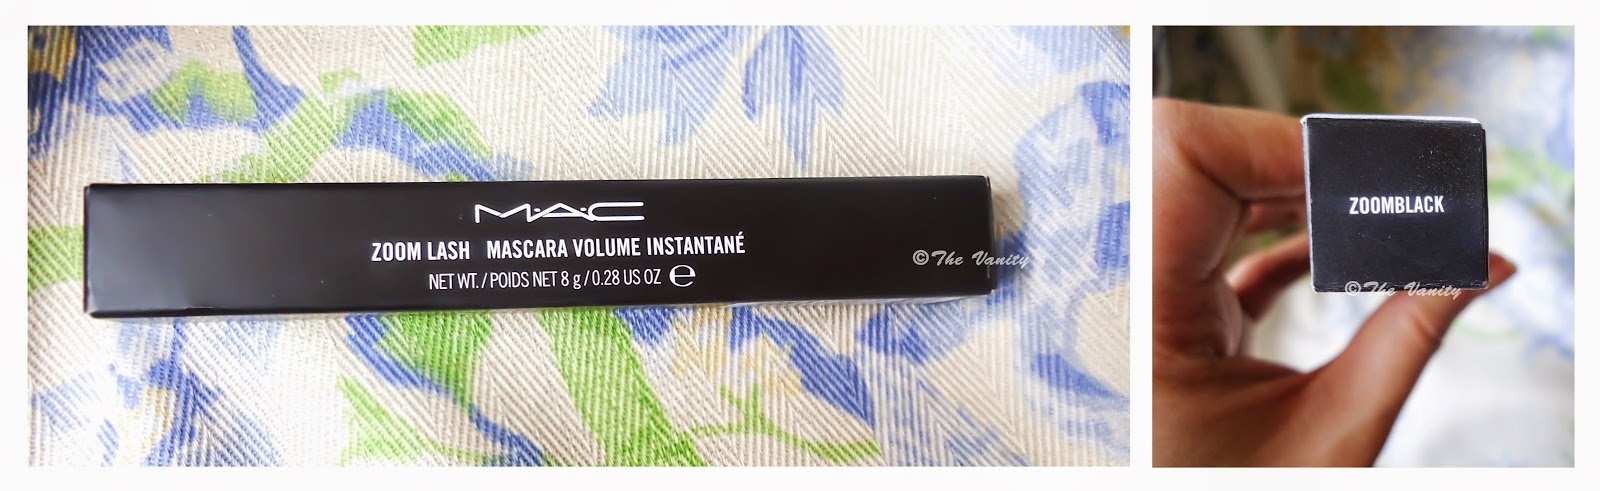 M·A·C
ZOOM LASH MASCARA VOLUME INSTANTANÉ
NET WT. / POIDS NET 8 g / 0.28 US OZ ℮
©The Vanity
ZOOMBLACK
©The Vanity